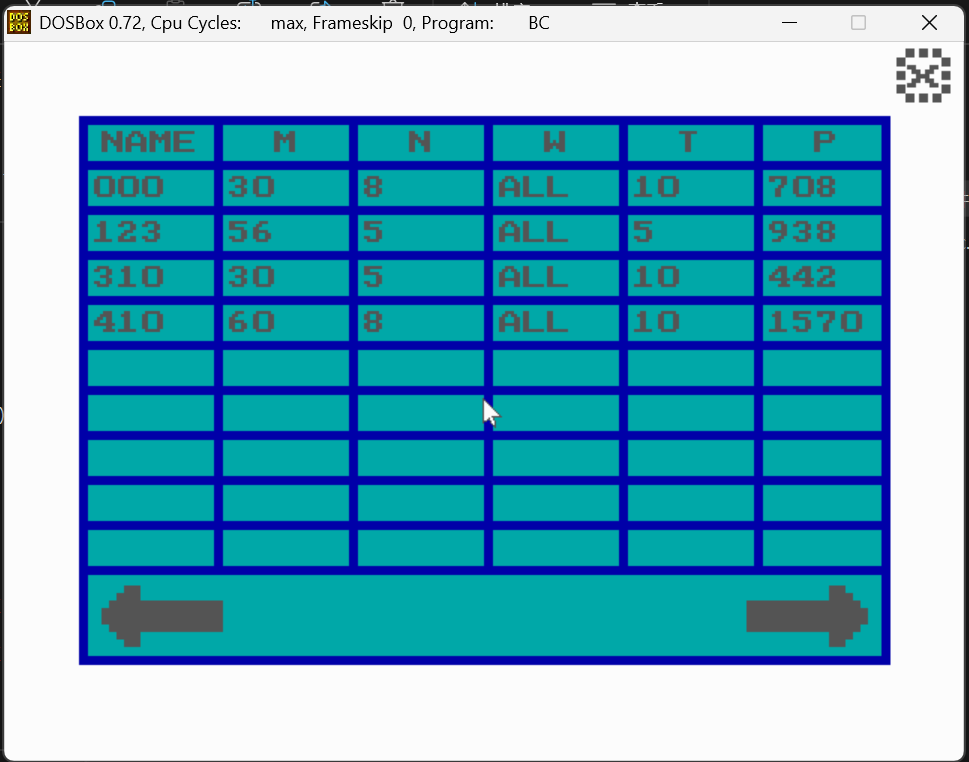 DOSBox 0.72, Cpu Cycles: max, Frameskip 0, Program: BC
NAME M N W T P
000 30 8 ALL 10 708
123 56 5 ALL 5 938
310 30 5 ALL 10 442
410 60 8 ALL 10 1570